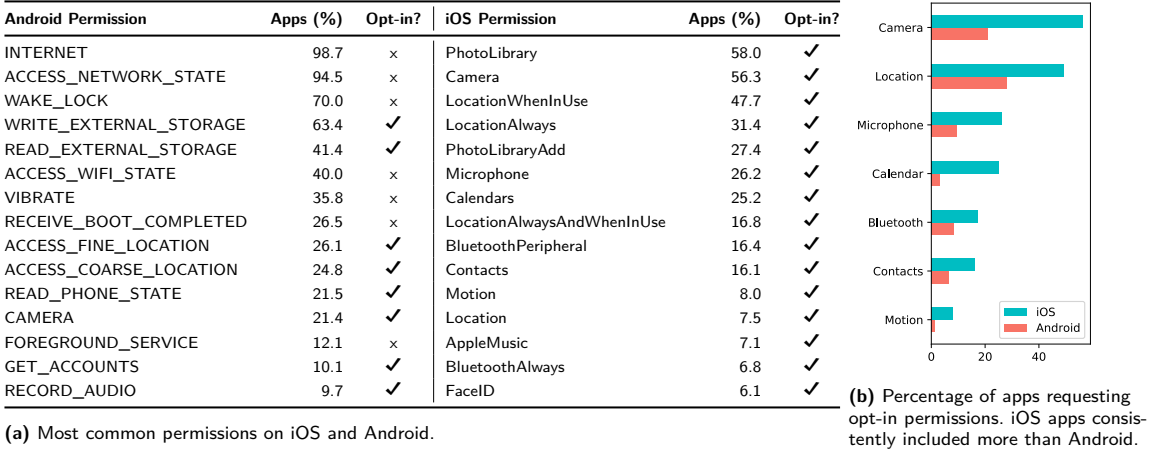 Android Permission Apps (%) Opt-in? iOS Permission Apps (%) Opt-in?
INTERNET 98.7 x PhotoLibrary 58.0 ✓
ACCESS_NETWORK_STATE 94.5 x Camera 56.3 ✓
WAKE_LOCK 70.0 x LocationWhenInUse 47.7 ✓
WRITE_EXTERNAL_STORAGE 63.4 ✓ LocationAlways 31.4 ✓
READ_EXTERNAL_STORAGE 41.4 ✓ PhotoLibraryAdd 27.4 ✓
ACCESS_WIFI_STATE 40.0 x Microphone 26.2 ✓
VIBRATE 35.8 x Calendars 25.2 ✓
RECEIVE_BOOT_COMPLETED 26.5 x LocationAlwaysAndWhenInUse 16.8 ✓
ACCESS_FINE_LOCATION 26.1 ✓ BluetoothPeripheral 16.4 ✓
ACCESS_COARSE_LOCATION 24.8 ✓ Contacts 16.1 ✓
READ_PHONE_STATE 21.5 ✓ Motion 8.0 ✓
CAMERA 21.4 ✓ Location 7.5 ✓
FOREGROUND_SERVICE 12.1 x AppleMusic 7.1 ✓
GET_ACCOUNTS 10.1 ✓ BluetoothAlways 6.8 ✓
RECORD_AUDIO 9.7 ✓ FaceID 6.1 ✓
(a) Most common permissions on iOS and Android.
Camera
Location
Microphone
Calendar
Bluetooth
Contacts
Motion
iOS
Android
0 20 40
(b) Percentage of apps requesting
opt-in permissions. iOS apps consis-
tently included more than Android.